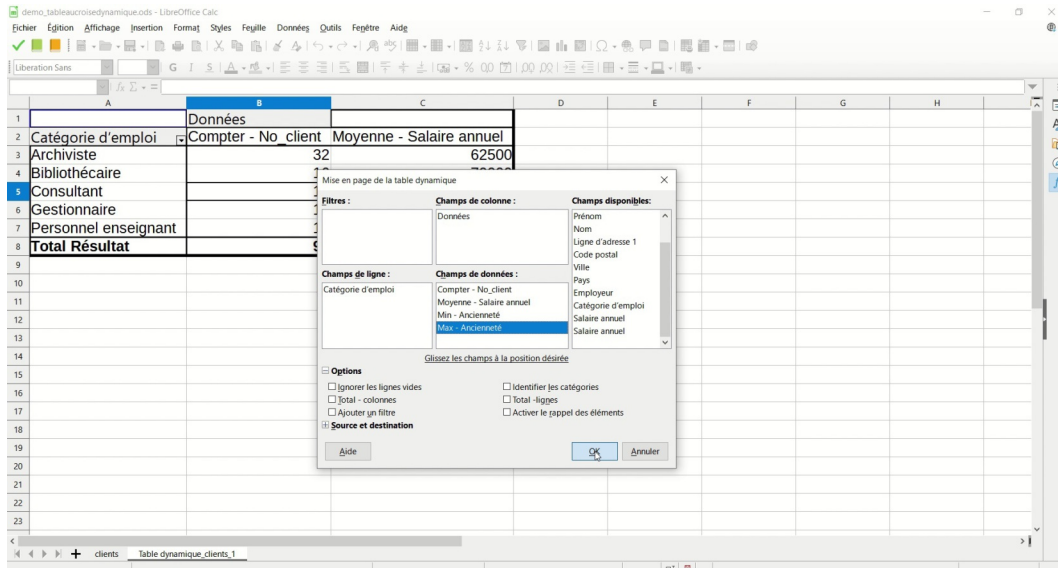 demo_tableaucroisedynamique.ods - LibreOffice Calc
Fichier Édition Affichage Insertion Format Styles Feuille Données Outils Fenêtre Aide
Liberation Sans
A B C D E F G H
1 Données
2 Catégorie d'emploi Compter - No_client Moyenne - Salaire annuel
3 Archiviste 32 62500
4 Bibliothécaire
5 Consultant
6 Gestionnaire
7 Personnel enseignant
8 Total Résultat
9
10
11
12
13
14
15
16
17
18
19
20
21
22
23
Mise en page de la table dynamique
Filtres :
Champs de colonne :
Données
Champs disponibles:
Prénom
Nom
Ligne d'adresse 1
Code postal
Ville
Pays
Employeur
Catégorie d'emploi
Salaire annuel
Salaire annuel
Champs de ligne :
Catégorie d'emploi
Champs de données :
Compter - No_client
Moyenne - Salaire annuel
Min - Ancienneté
Max - Ancienneté
Glissez les champs à la position désirée
Options
Ignorer les lignes vides Identifier les catégories
Total - colonnes Total -lignes
Ajouter un filtre Activer le rappel des éléments
Source et destination
Aide OK Annuler
clients Table dynamique_clients_1